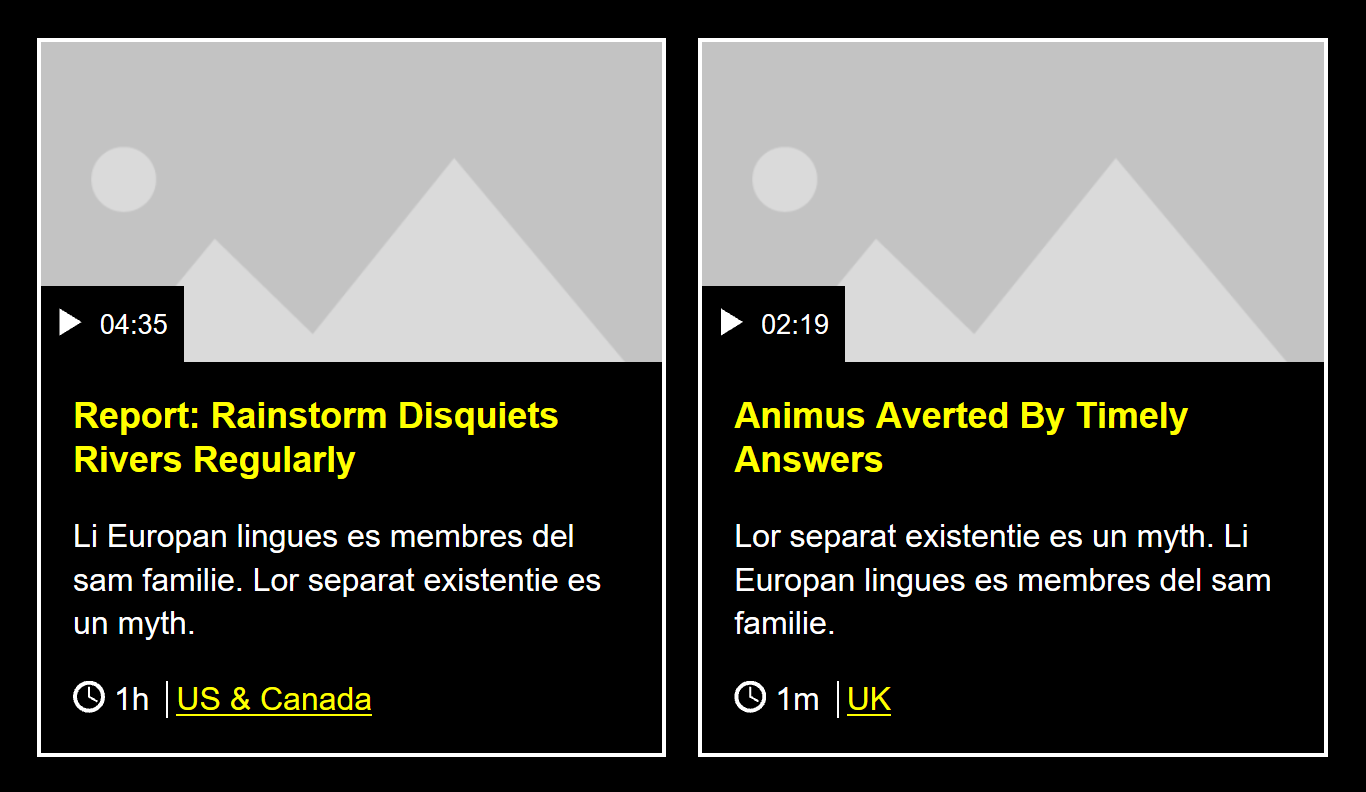 04:35
Report: Rainstorm Disquiets
Rivers Regularly
Li Europan lingues es membres del
sam familie. Lor separat existentie es
un myth.
1h
US & Canada
02:19
Animus Averted By Timely
Answers
Lor separat existentie es un myth. Li
Europan lingues es membres del sam
familie.
1m
UK